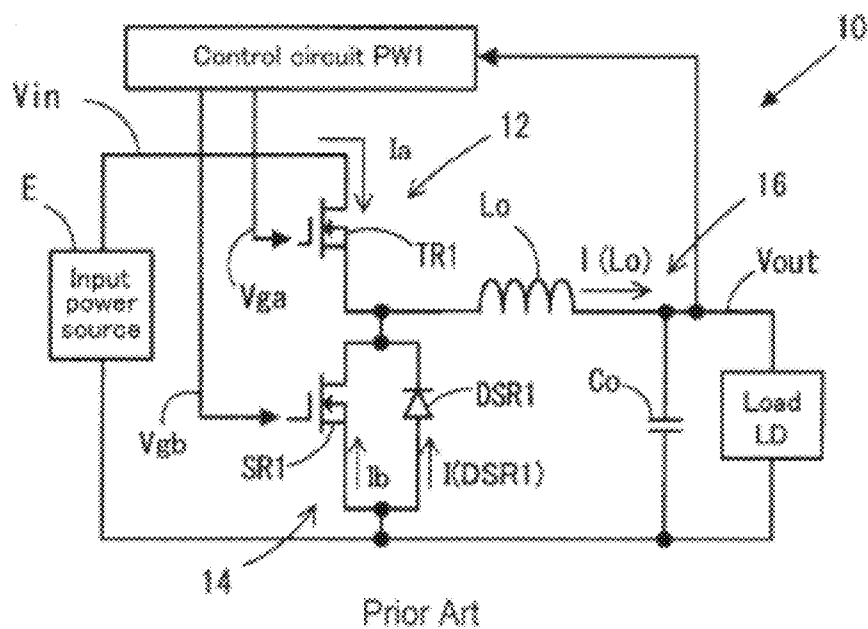 10
Control circuit PW1
Vin
Ia
12
E
Lo
16
TR1
I (Lo)
Vout
Input
power
source
Vga
Co
DSR1
Load
LD
Vgb
SR1
Ib
I(DSR1)
14
Prior Art